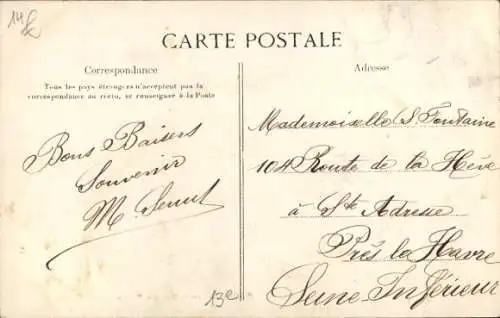 14
CARTE POSTALE
Correspondance
Tous les pays étrangers n'acceptent pas la
correspondance au recto, se renseigner à la Poste
Bons Baisers
Souvenir
M
Adresse
Mademoiselle S. Fontaine
104 Route de la Hève
à Ste Adresse
Près le Havre
Seine Inférieur
13e